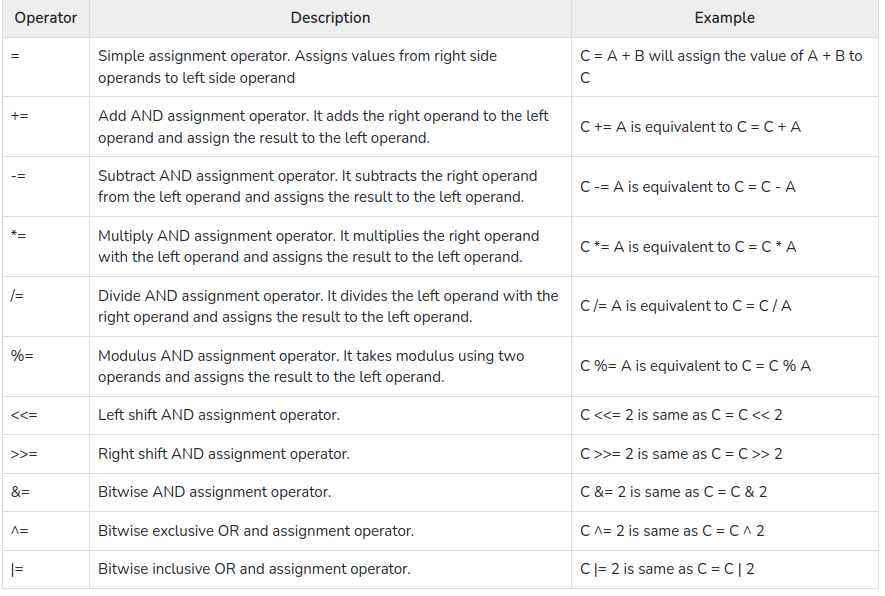 Operator Description Example
= Simple assignment operator. Assigns values from right side
operands to left side operand
C = A + B will assign the value of A + B to
C
+= Add AND assignment operator. It adds the right operand to the left
operand and assign the result to the left operand.
C += A is equivalent to C = C + A
-= Subtract AND assignment operator. It subtracts the right operand
from the left operand and assigns the result to the left operand.
C -= A is equivalent to C = C - A
*= Multiply AND assignment operator. It multiplies the right operand
with the left operand and assigns the result to the left operand.
C *= A is equivalent to C = C * A
/= Divide AND assignment operator. It divides the left operand with the
right operand and assigns the result to the left operand.
C /= A is equivalent to C = C / A
%= Modulus AND assignment operator. It takes modulus using two
operands and assigns the result to the left operand.
C %= A is equivalent to C = C % A
<<= Left shift AND assignment operator. C <<= 2 is same as C = C << 2
>>= Right shift AND assignment operator. C >>= 2 is same as C = C >> 2
&= Bitwise AND assignment operator. C &= 2 is same as C = C & 2
^= Bitwise exclusive OR and assignment operator. C ^= 2 is same as C = C ^ 2
|= Bitwise inclusive OR and assignment operator. C |= 2 is same as C = C | 2